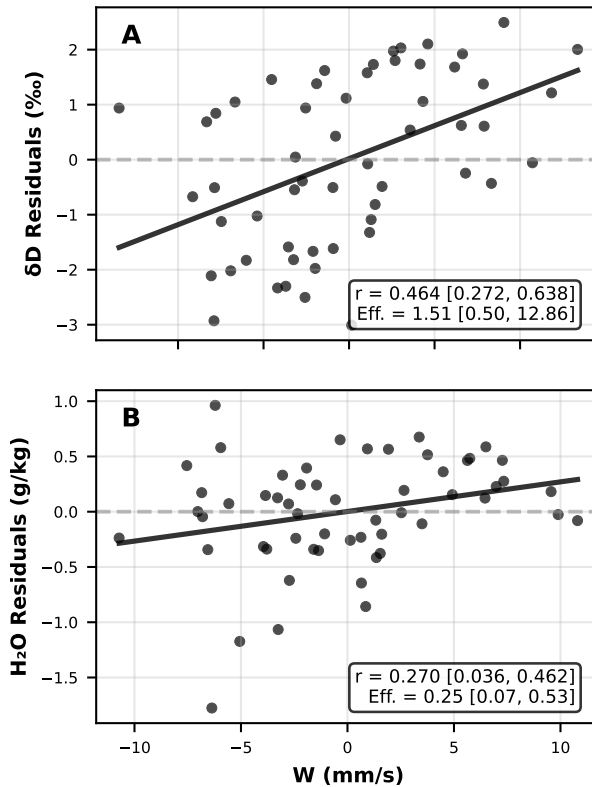 A
δD Residuals (‰)
2
1
0
−1
−2
−3
r = 0.464 [0.272, 0.638]
Eff. = 1.51 [0.50, 12.86]
B
H₂O Residuals (g/kg)
1.0
0.5
0.0
−0.5
−1.0
−1.5
r = 0.270 [0.036, 0.462]
Eff. = 0.25 [0.07, 0.53]
−10 −5 0 5 10
W (mm/s)